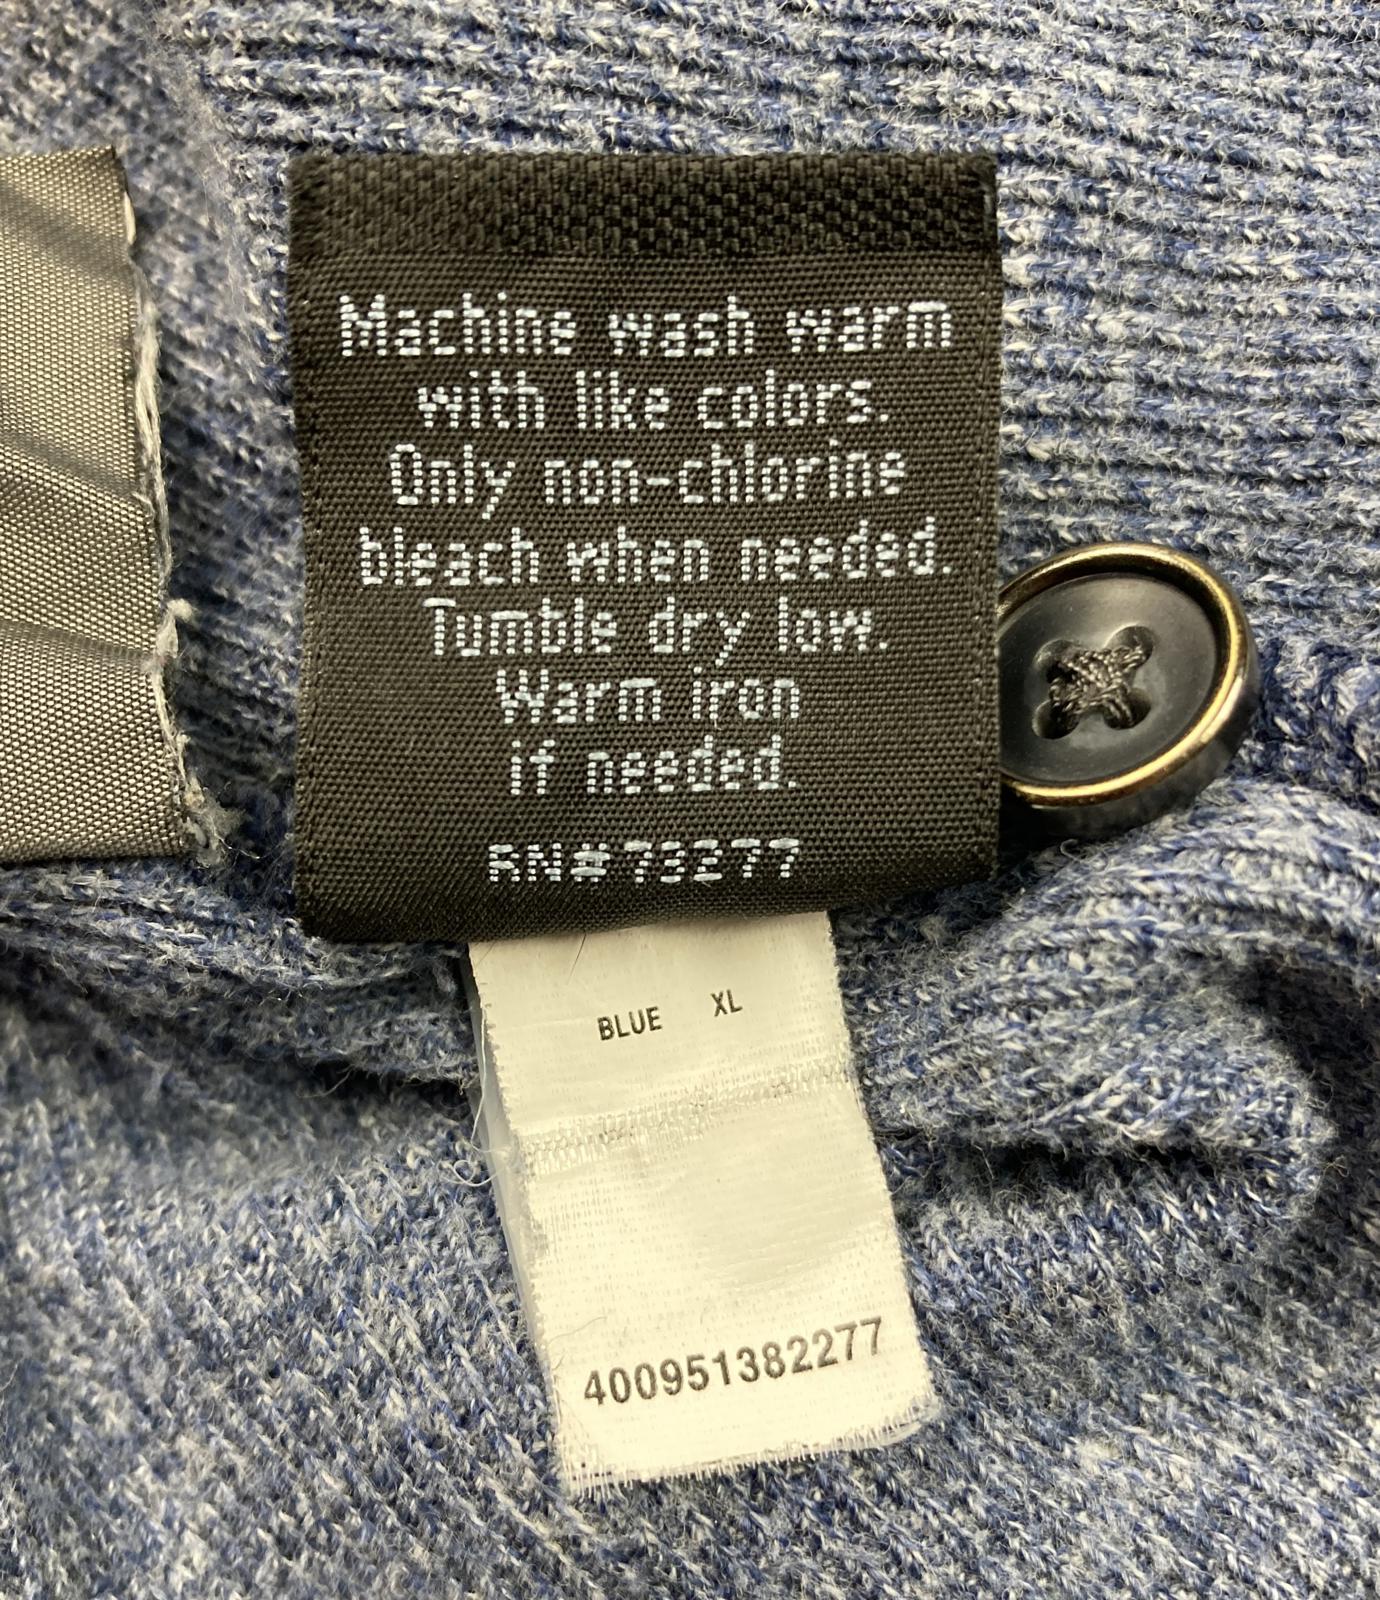 Machine wash warm
with like colors.
Only non-chlorine
bleach when needed.
Tumble dry low.
Warm iron
if needed.
RN#73277
BLUE XL
400951382277